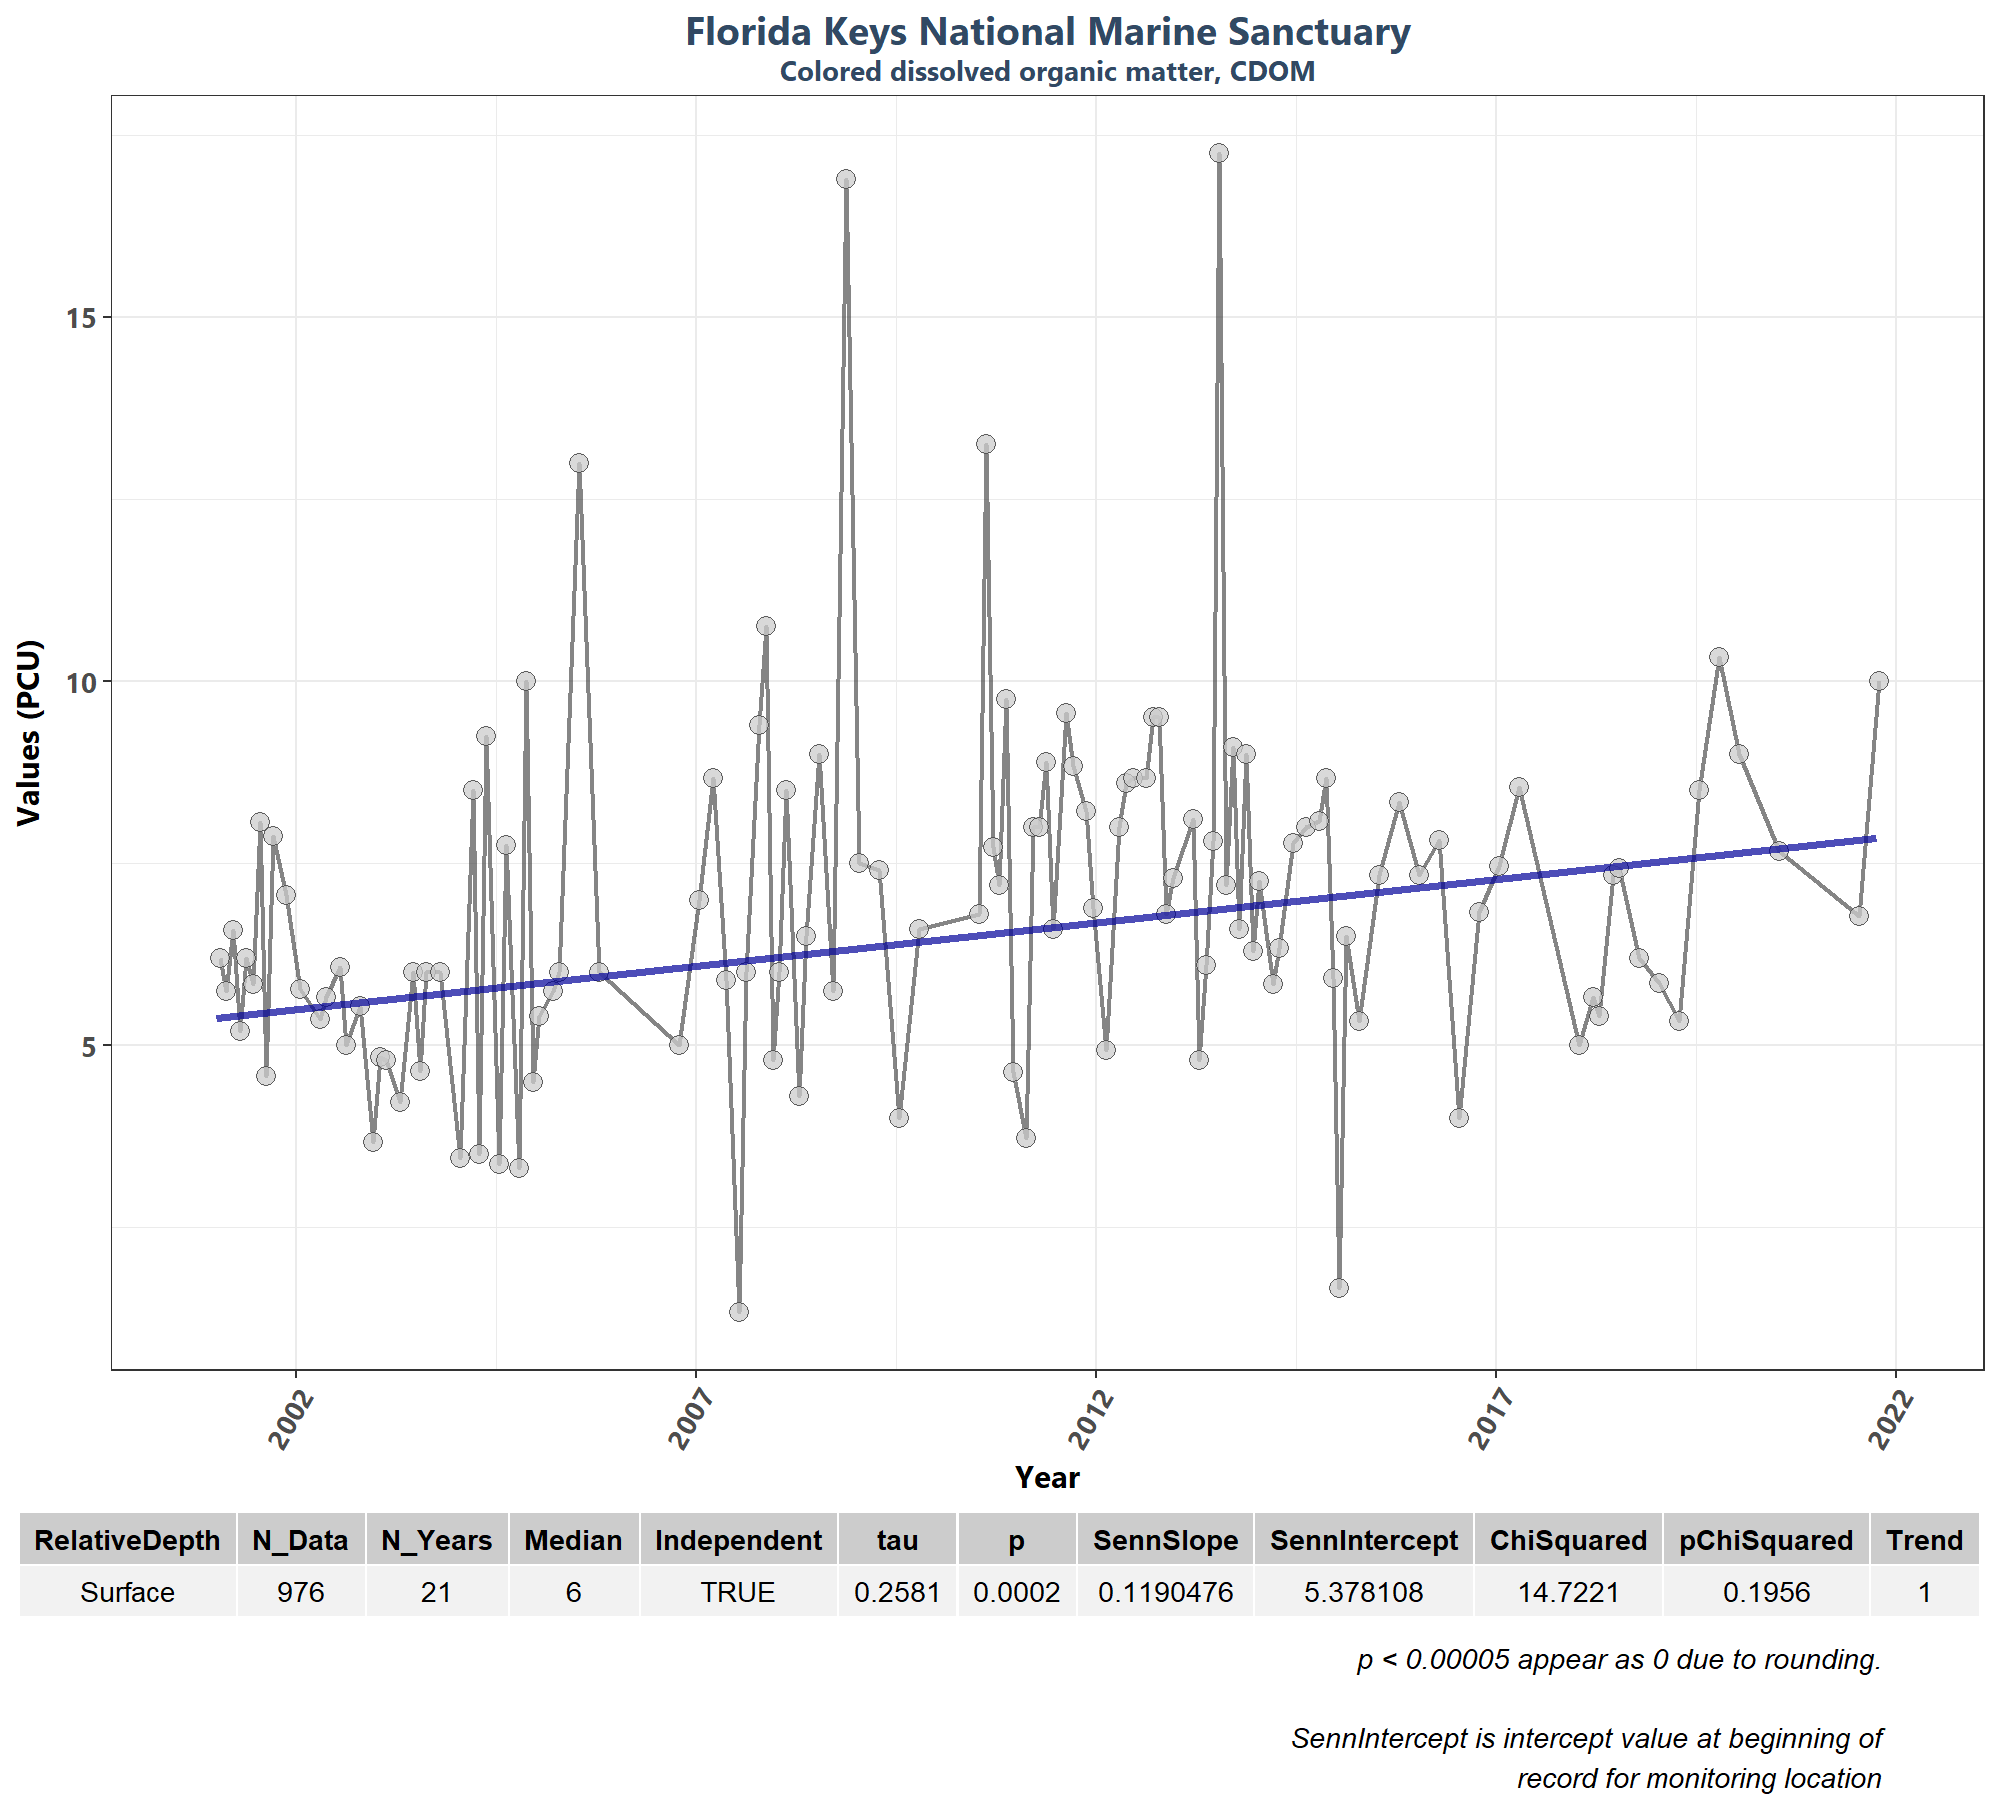 Florida Keys National Marine Sanctuary
Colored dissolved organic matter, CDOM
Values (PCU)
15
10
5
2002
2007
2012
2017
2022
Year
RelativeDepth N_Data N_Years Median Independent tau p SennSlope SennIntercept ChiSquared pChiSquared Trend
Surface 976 21 6 TRUE 0.2581 0.0002 0.1190476 5.378108 14.7221 0.1956 1
p < 0.00005 appear as 0 due to rounding.
SennIntercept is intercept value at beginning of
record for monitoring location